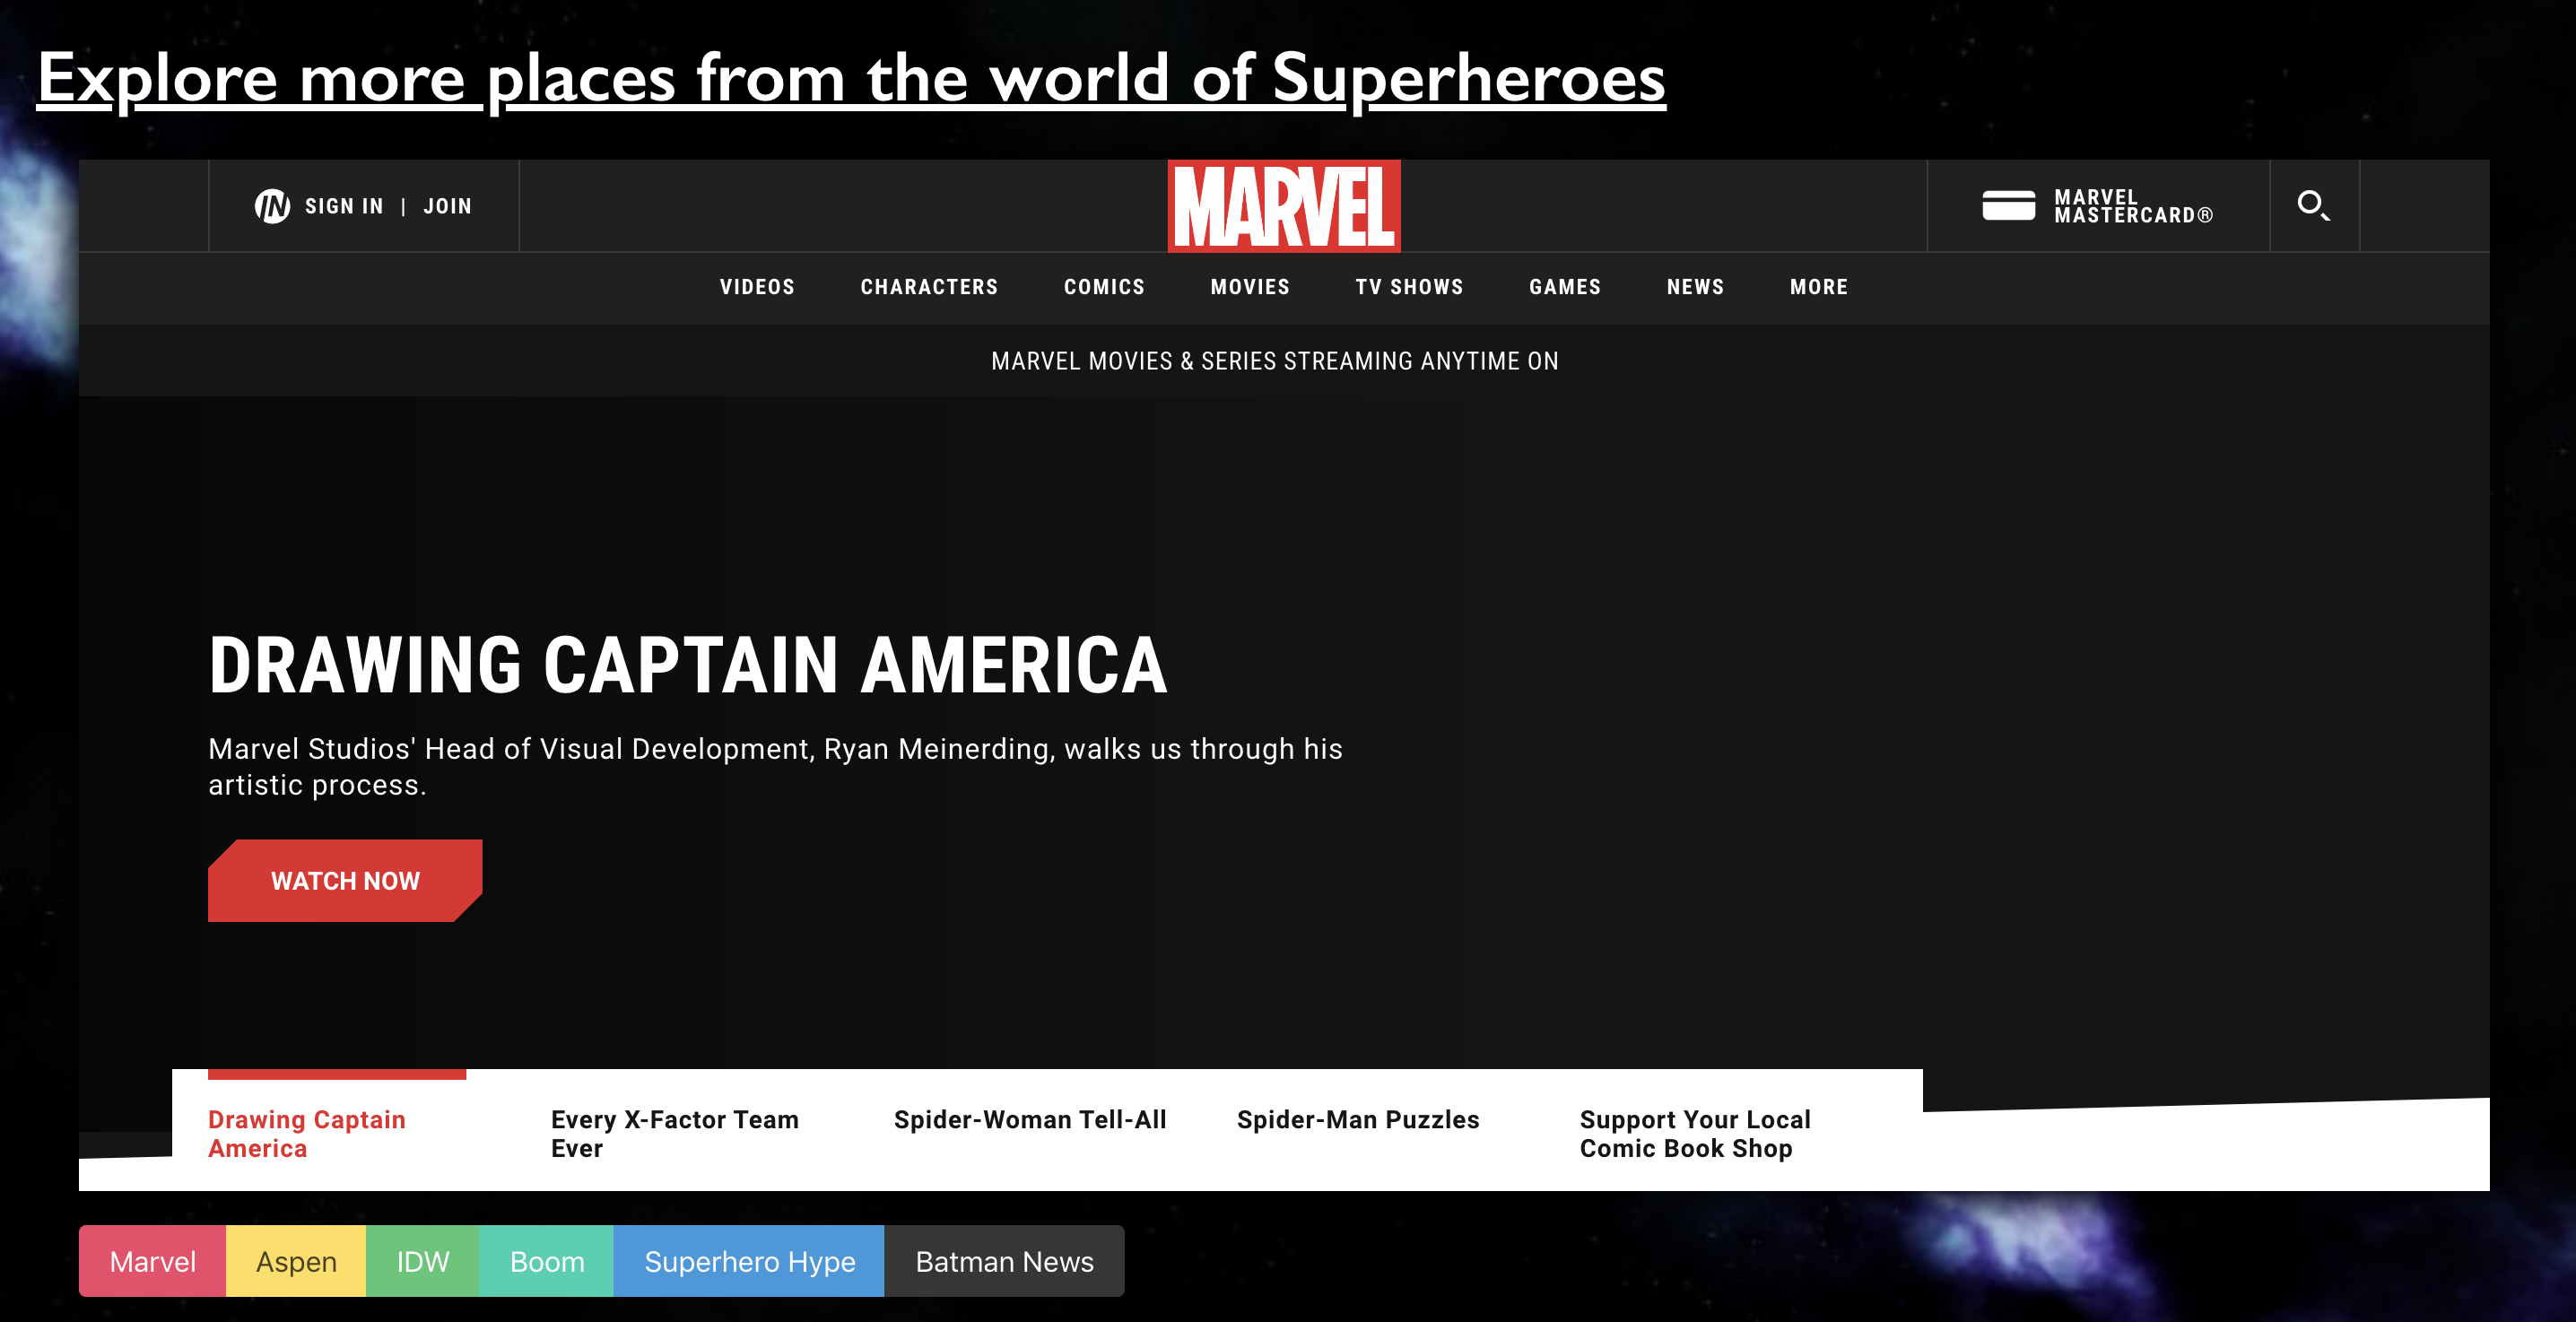 Explore more places from the world of Superheroes
IN SIGN IN | JOIN
MARVEL
MARVEL
MASTERCARD®
VIDEOS CHARACTERS COMICS MOVIES TV SHOWS GAMES NEWS MORE
MARVEL MOVIES & SERIES STREAMING ANYTIME ON
DRAWING CAPTAIN AMERICA
Marvel Studios' Head of Visual Development, Ryan Meinerding, walks us through his
artistic process.
WATCH NOW
Drawing Captain
America
Every X-Factor Team
Ever
Spider-Woman Tell-All
Spider-Man Puzzles
Support Your Local
Comic Book Shop
Marvel Aspen IDW Boom Superhero Hype Batman News